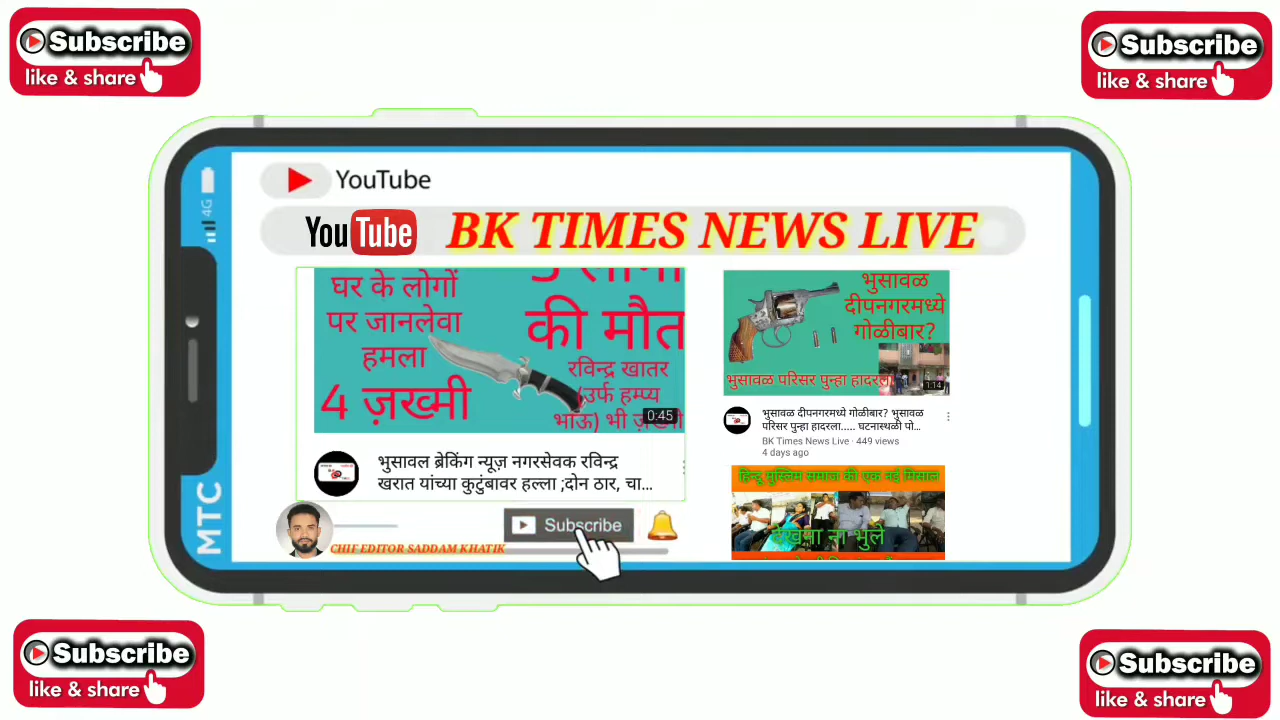 Subscribe
like & share
Subscribe
like & share
4G
MTC
YouTube
YouTube BK TIMES NEWS LIVE
घर के लोगों
पर जानलेवा
हमला
4 ज़ख्मी
की मौत
रविन्द्र खातर
(उर्फ हम्प्य
भाऊ) भी
0:45
भुसावल ब्रेकिंग न्यूज़ नगरसेवक रविन्द्र
खरात यांच्या कुटुंबावर हल्ला ;दोन ठार, चा...
भुसावळ
दीपनगरमध्ये
गोळीबार?
भुसावळ परिसर पुन्हा हादरला
1:14
भुसावळ दीपनगरमध्ये गोळीबार? भुसावळ
परिसर पुन्हा हादरला..... घटनास्थळी पो...
BK Times News Live · 449 views
4 days ago
हिन्दू मुस्लिम समाज की एक नई मिसाल
देखना ना भुले
CHIF EDITOR SADDAM KHATIK
Subscribe
Subscribe
like & share
Subscribe
like & share